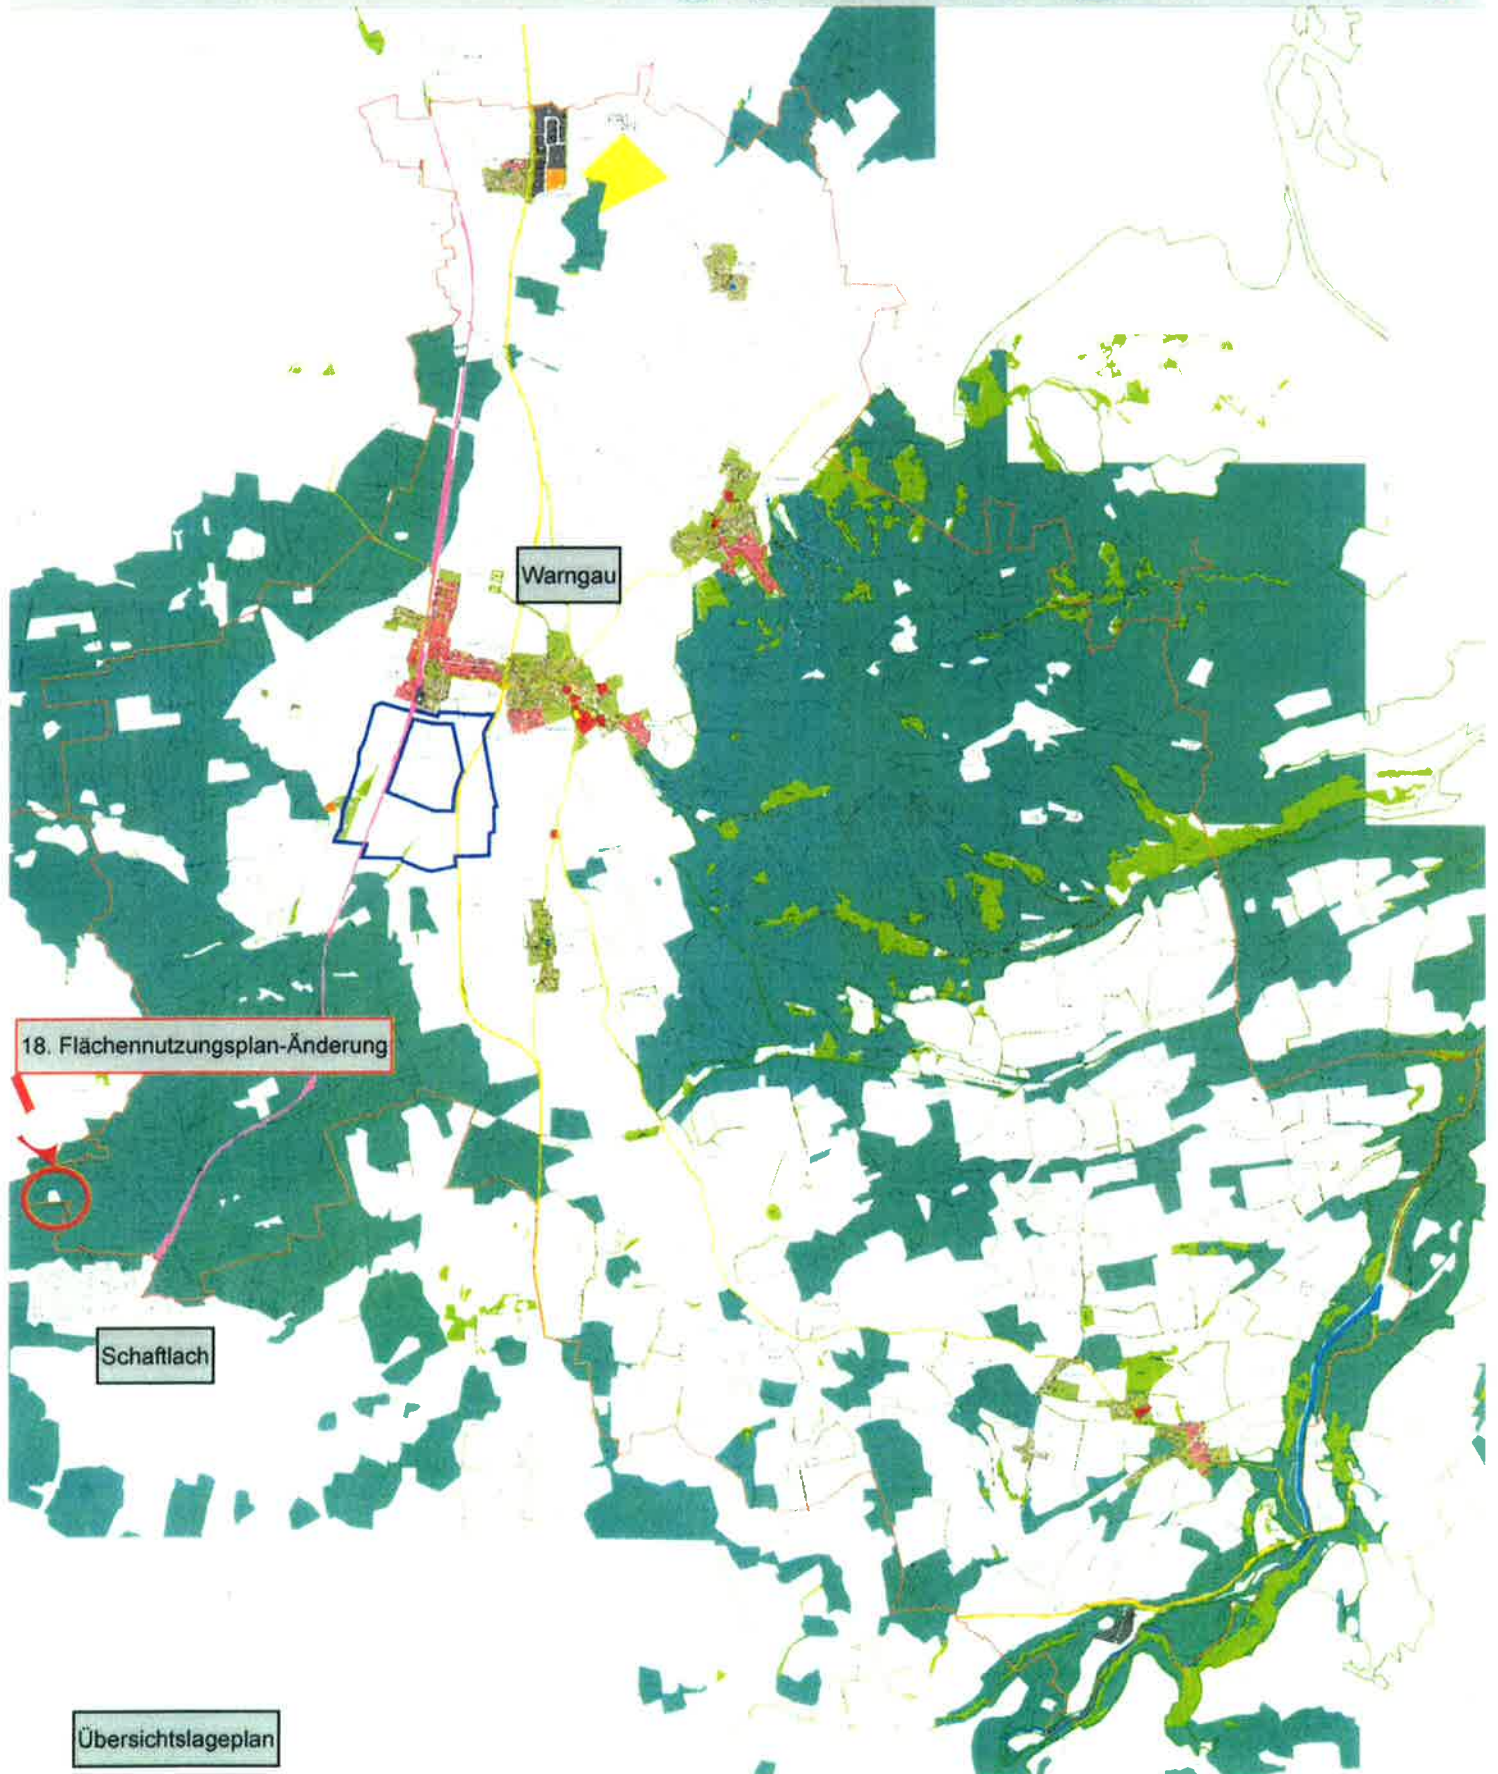 Warngau
18. Flächennutzungsplan-Änderung
Schaftlach
Übersichtslageplan